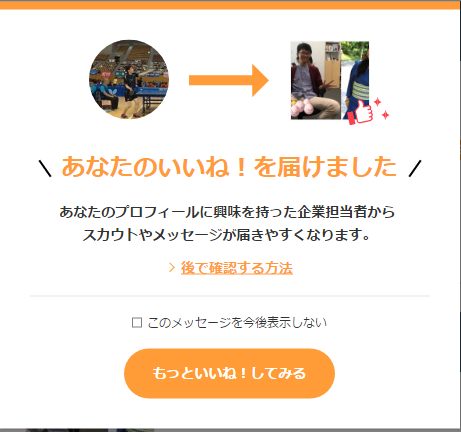 あなたのいいね！を届けました
あなたのプロフィールに興味を持った企業担当者から
スカウトやメッセージが届きやすくなります。
後で確認する方法
このメッセージを今後表示しない
もっといいね！してみる